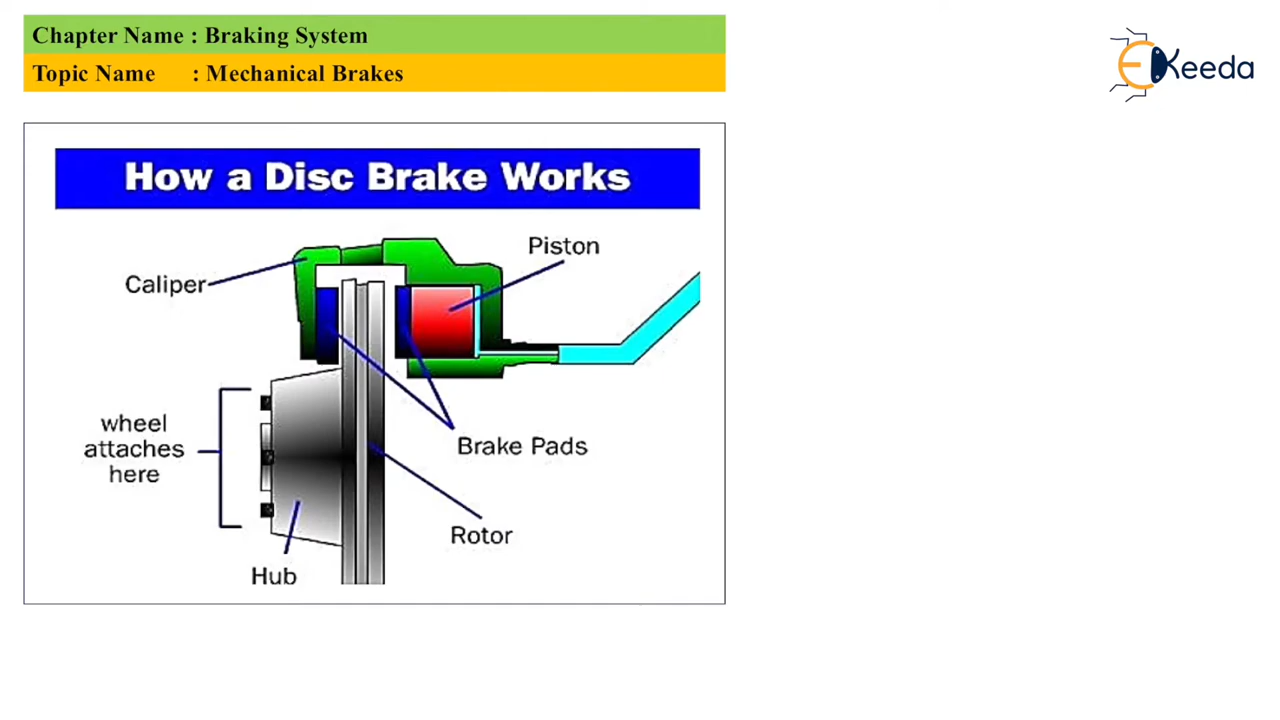 Chapter Name : Braking System
Topic Name : Mechanical Brakes
EKeeda
How a Disc Brake Works
Piston
Caliper
wheel
attaches
here
Brake Pads
Rotor
Hub